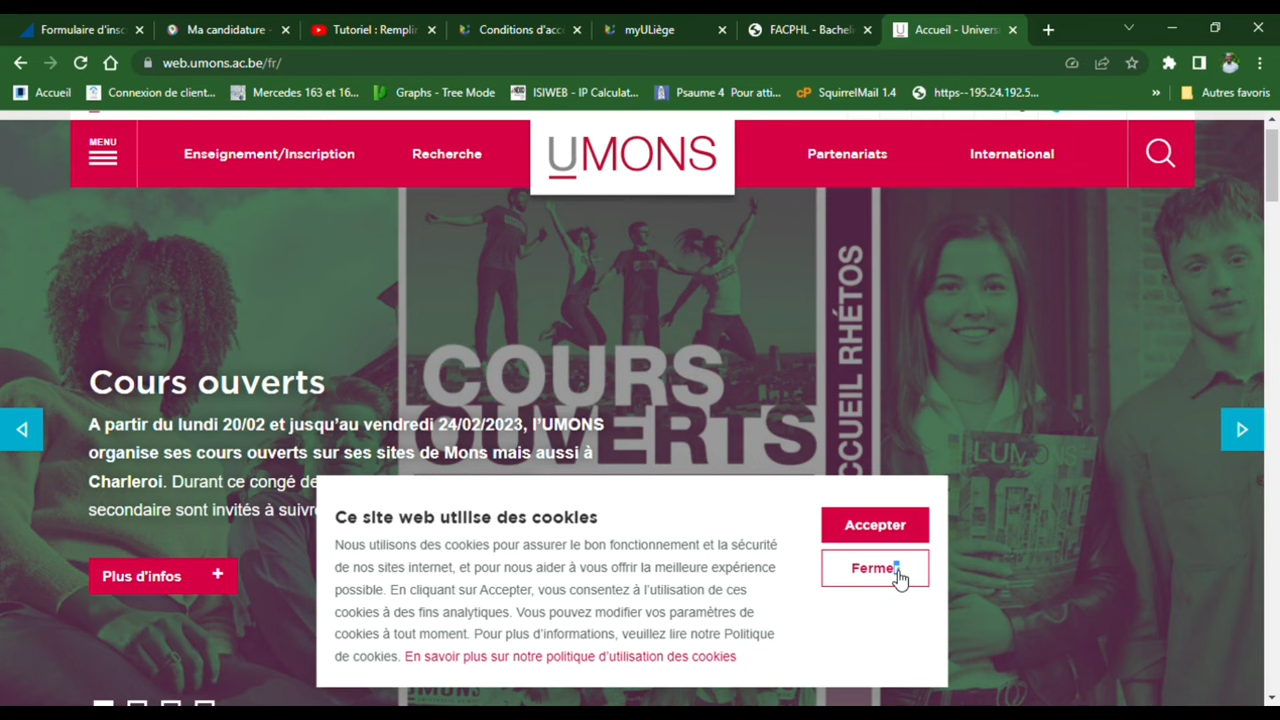 Formulaire d'insc
Ma candidature -
Tutoriel : Remplir
Conditions d'accè
myULiège
FACPHL - Bacheli
Accueil - Universi
web.umons.ac.be/fr/
Accueil
Connexion de client...
Mercedes 163 et 16...
Graphs - Tree Mode
ISIWEB - IP Calculat...
Psaume 4 Pour atti...
SquirrelMail 1.4
https--195.24.192.5...
»
Autres favoris
MENU
Enseignement/Inscription
Recherche
UMONS
Partenariats
International
COURS
OUVERTS
CCUEIL RHÉTOS
UMONS
Cours ouverts
A partir du lundi 20/02 et jusqu'au vendredi 24/02/2023, l'UMONS
organise ses cours ouverts sur ses sites de Mons mais aussi à
Charleroi. Durant ce congé de
secondaire sont invités à suivr
Plus d'infos +
Ce site web utilise des cookies
Nous utilisons des cookies pour assurer le bon fonctionnement et la sécurité
de nos sites internet, et pour nous aider à vous offrir la meilleure expérience
possible. En cliquant sur Accepter, vous consentez à l'utilisation de ces
cookies à des fins analytiques. Vous pouvez modifier vos paramètres de
cookies à tout moment. Pour plus d'informations, veuillez lire notre Politique
de cookies. En savoir plus sur notre politique d'utilisation des cookies
Accepter
Fermer